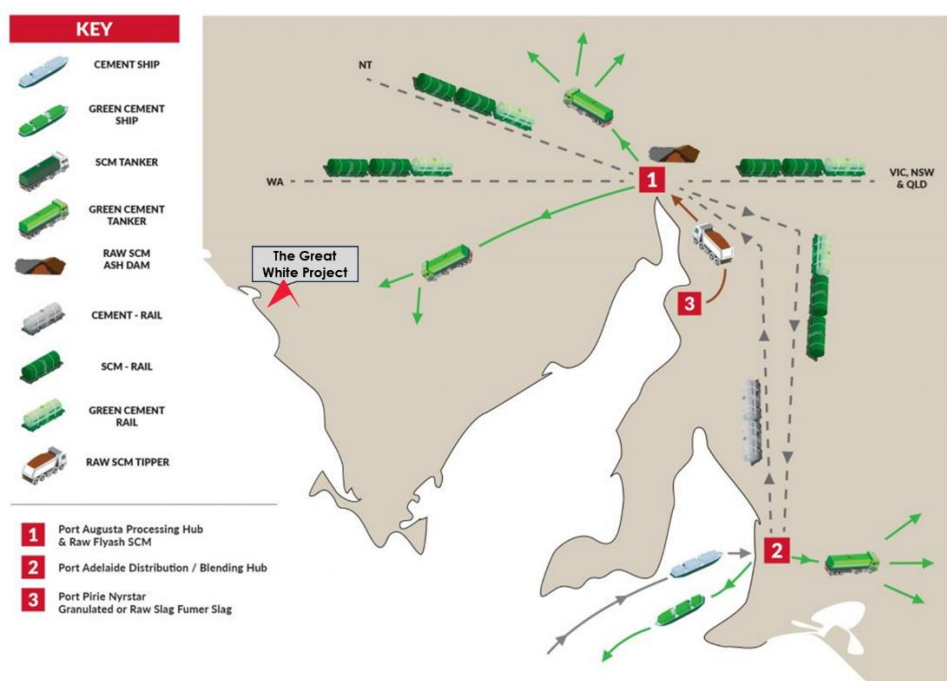 KEY
CEMENT SHIP
GREEN CEMENT
SHIP
SCM TANKER
GREEN CEMENT
TANKER
RAW SCM
ASH DAM
CEMENT - RAIL
SCM - RAIL
GREEN CEMENT
RAIL
RAW SCM TIPPER
1
Port Augusta Processing Hub
& Raw Flyash SCM
2
Port Adelaide Distribution / Blending Hub
3
Port Pirie Nyrstar
Granulated or Raw Slag Fumer Slag
NT
WA
1
VIC, NSW
& QLD
The Great
White Project
3
2